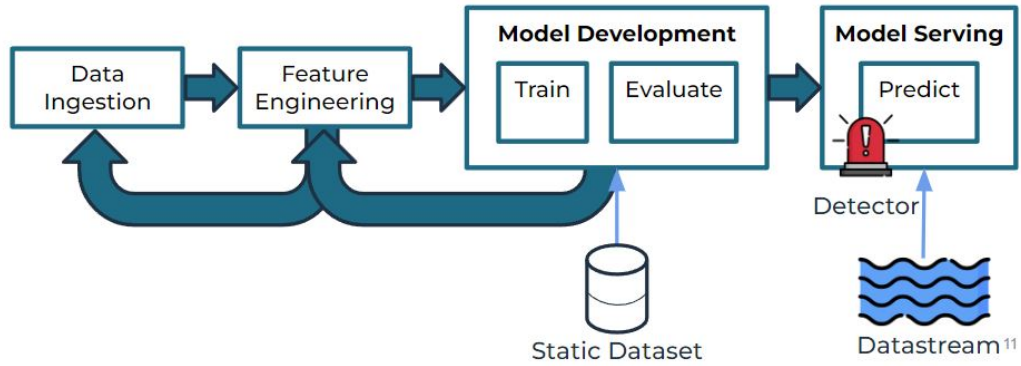 Data
Ingestion
Feature
Engineering
Model Development
Train
Evaluate
Model Serving
Predict
Detector
Static Dataset
Datastream
11